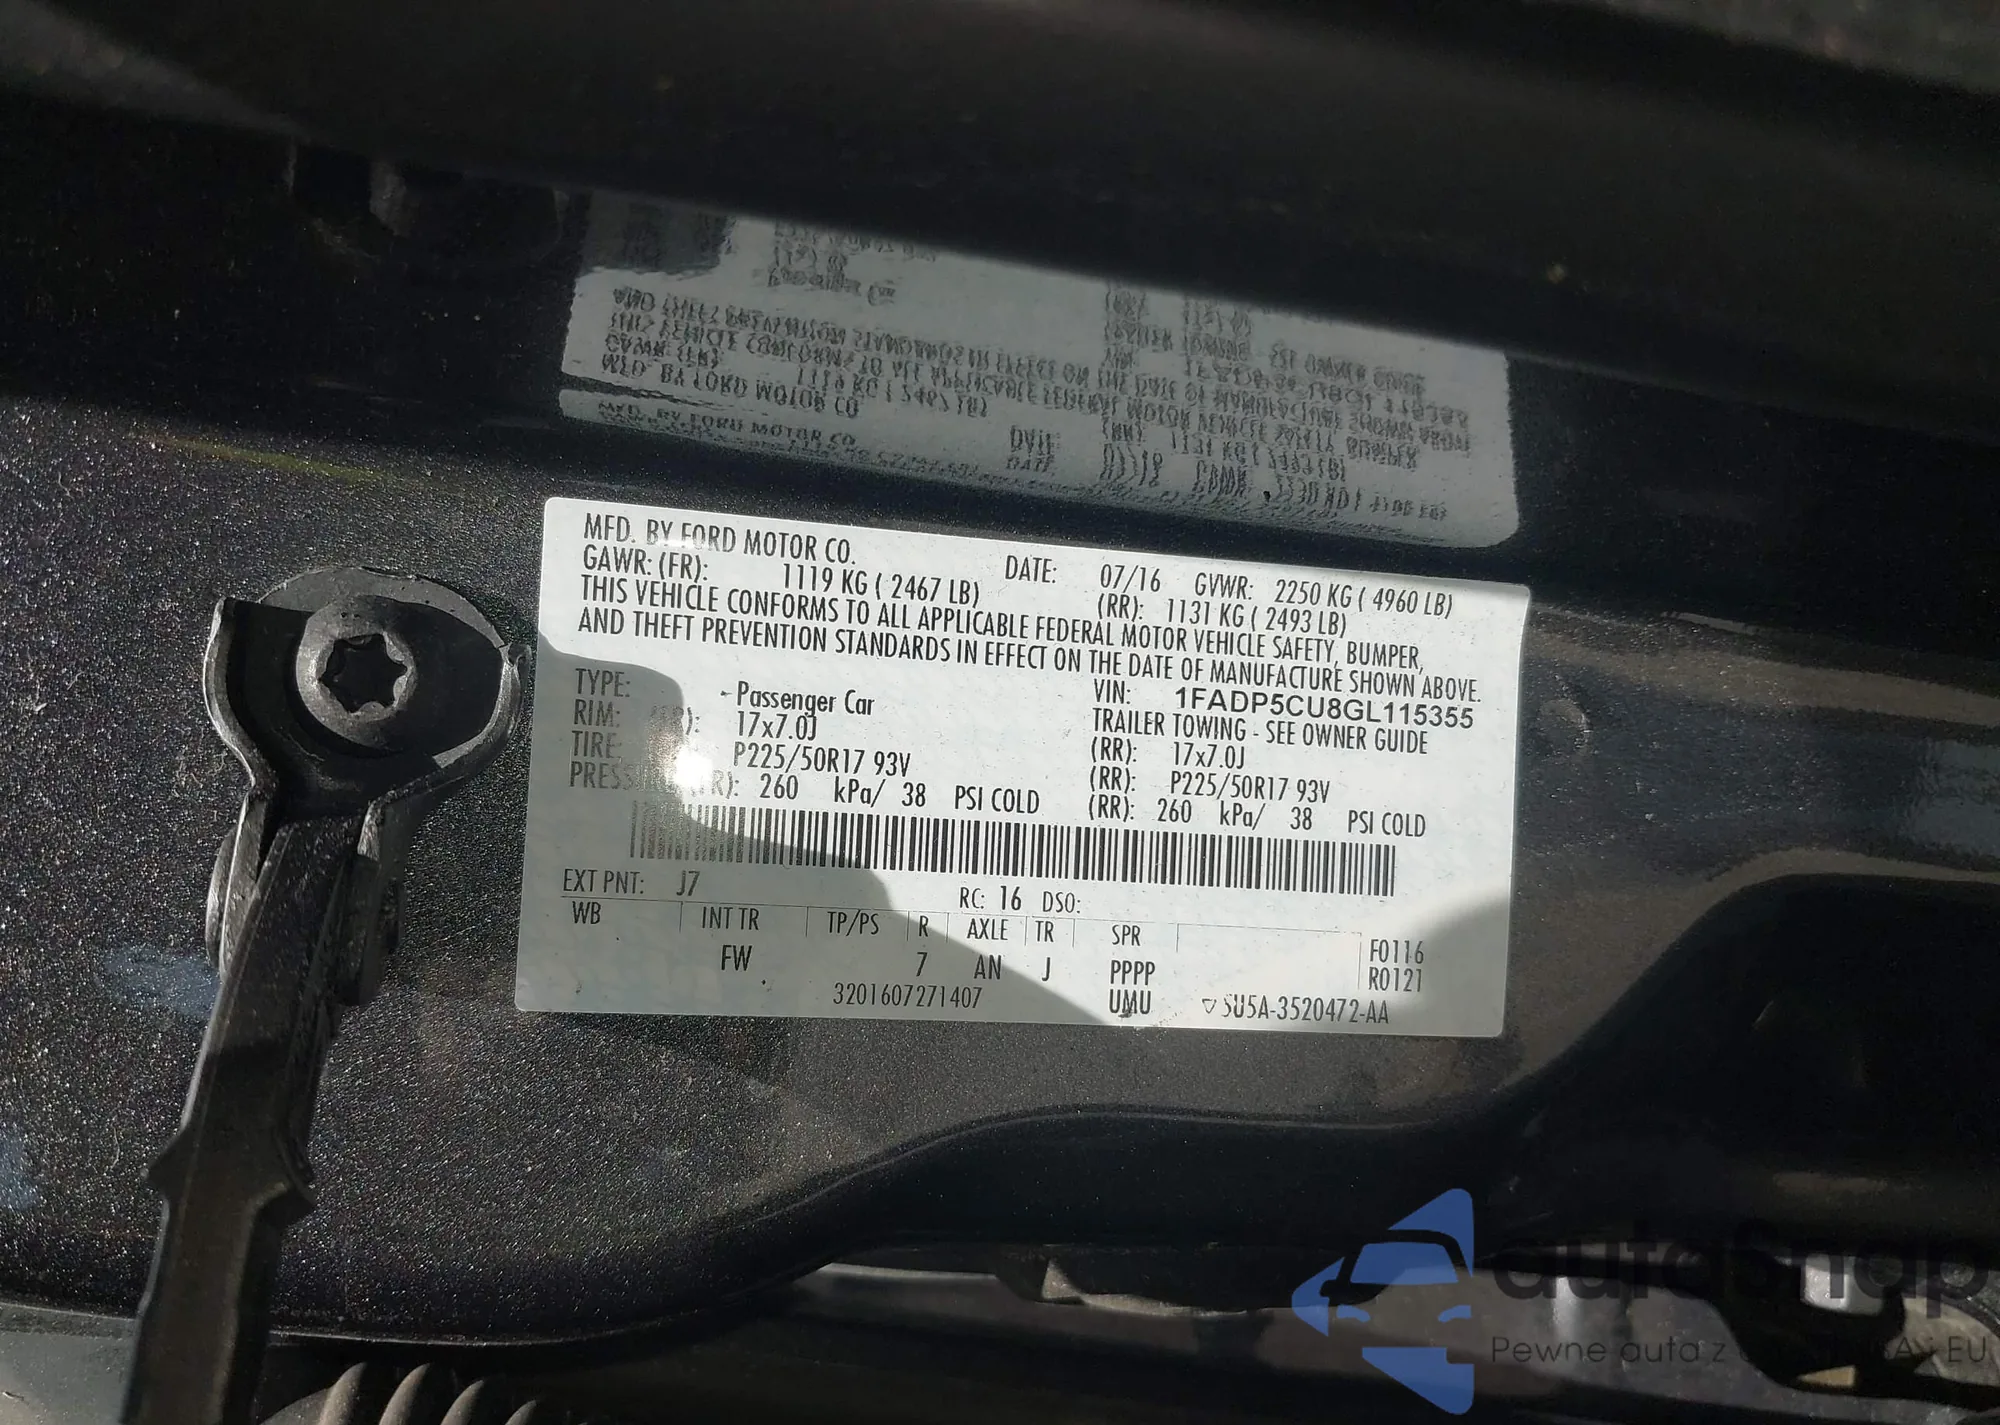 MFD. BY FORD MOTOR CO. DATE: 07/16 GVWR: 2250 KG ( 4960 LB)
GAWR: (FR): 1119 KG ( 2467 LB) (RR): 1131 KG ( 2493 LB)
THIS VEHICLE CONFORMS TO ALL APPLICABLE FEDERAL MOTOR VEHICLE SAFETY, BUMPER,
AND THEFT PREVENTION STANDARDS IN EFFECT ON THE DATE OF MANUFACTURE SHOWN ABOVE.
TYPE: Passenger Car VIN: 1FADP5CU8GL115355
TRAILER TOWING - SEE OWNER GUIDE
RIM: 17x7.0J (RR): 17x7.0J
TIRE P225/50R17 93V (RR): P225/50R17 93V
260 kPa/ 38 PSI COLD (RR): 260 kPa/ 38 PSI COLD
EXT PNT: J7 RC: 16 DSO:
WB INT TR TP/PS R AXLE TR SPR F0116
FW 7 AN J PPPP R0121
3201607271407 UMU 5U5A-3520472-AA
autoSnap
Pewne auta z EU